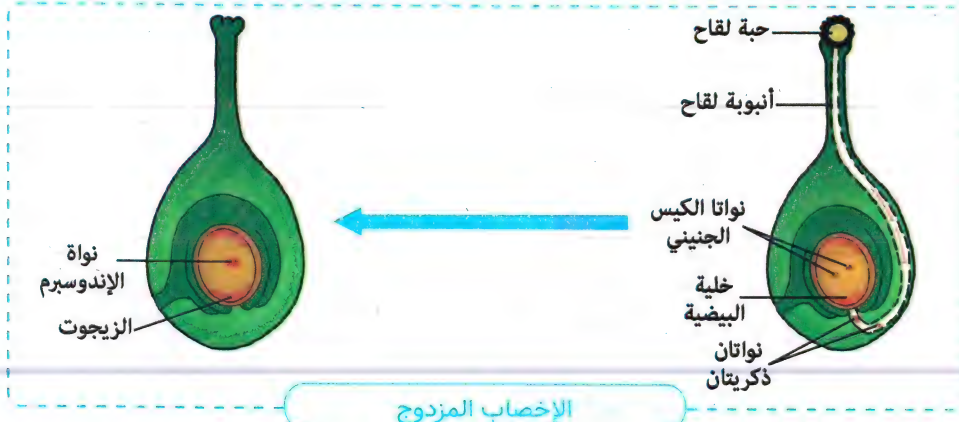 حبة لقاح
أنبوبة لقاح
نواتا الكيس
الجنيني
خلية
البيضية
نواتان
ذكريتان
نواة
الإندوسبرم
الزيجوت
الإخصاب المزدوج